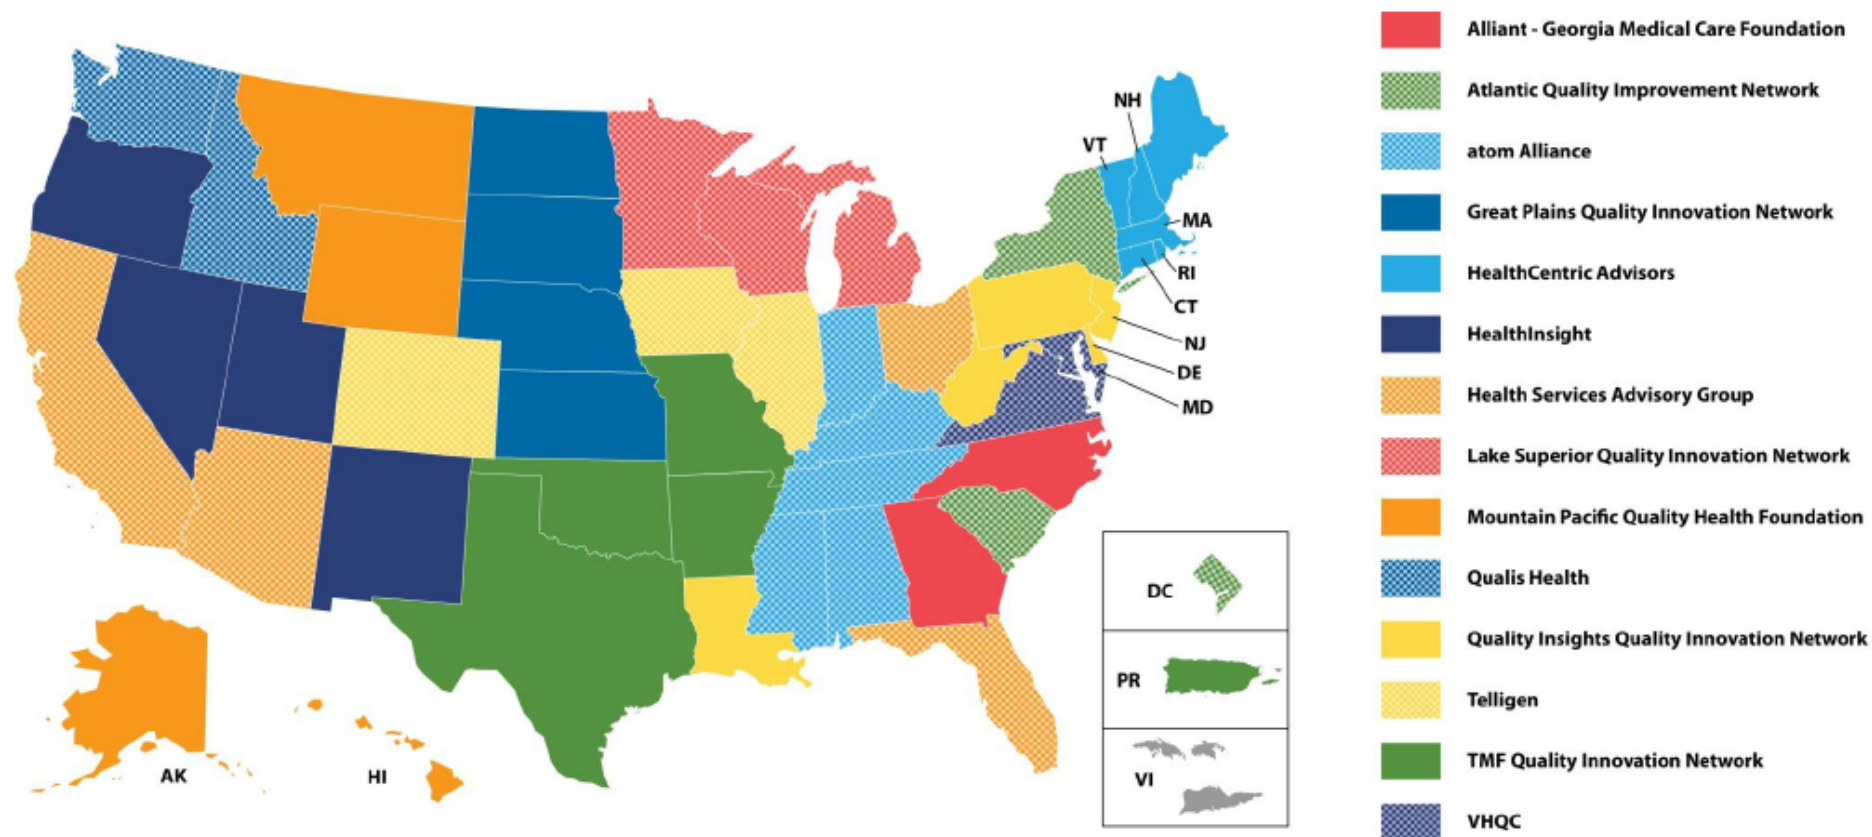 NH
VT
MA
RI
CT
NJ
DE
MD
DC
PR
VI
AK
HI
Alliant - Georgia Medical Care Foundation
Atlantic Quality Improvement Network
atom Alliance
Great Plains Quality Innovation Network
HealthCentric Advisors
HealthInsight
Health Services Advisory Group
Lake Superior Quality Innovation Network
Mountain Pacific Quality Health Foundation
Qualis Health
Quality Insights Quality Innovation Network
Telligen
TMF Quality Innovation Network
VHQC